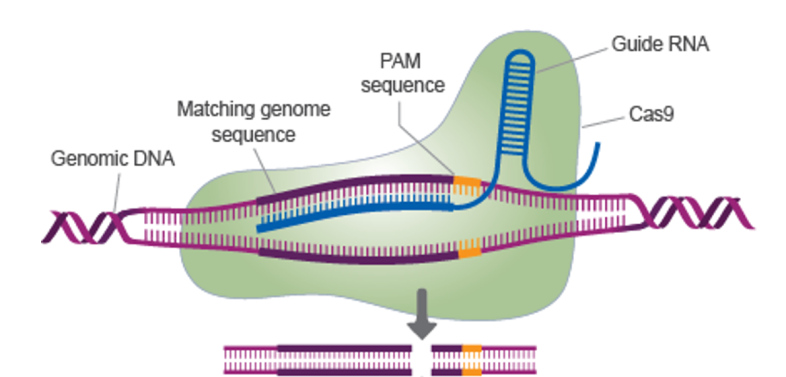 Guide RNA
PAM
sequence
Matching genome
sequence
Cas9
Genomic DNA